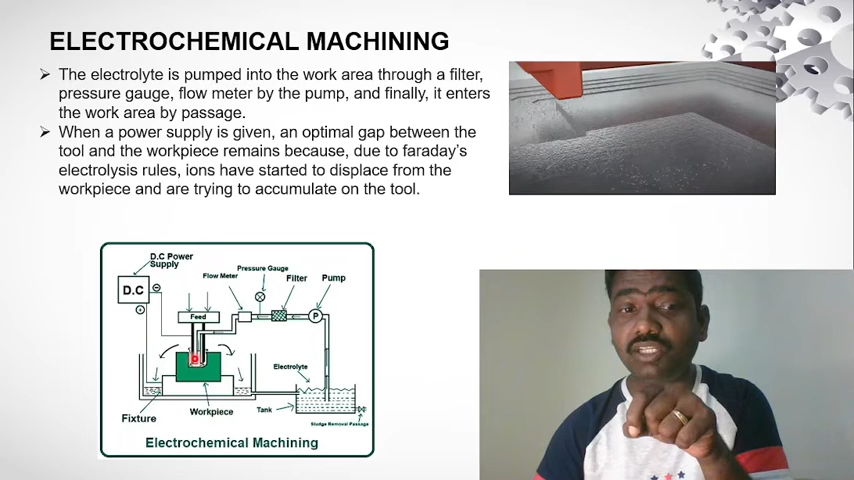 ELECTROCHEMICAL MACHINING
➤ The electrolyte is pumped into the work area through a filter,
pressure gauge, flow meter by the pump, and finally, it enters
the work area by passage.
➤ When a power supply is given, an optimal gap between the
tool and the workpiece remains because, due to faraday's
electrolysis rules, ions have started to displace from the
workpiece and are trying to accumulate on the tool.
D.C Power
Supply
Flow Meter
Pressure Gauge
Filter
Pump
D.C
Feed
P
Electrolyte
Fixture
Workpiece
Tank
Sludge Removal Passage
Electrochemical Machining